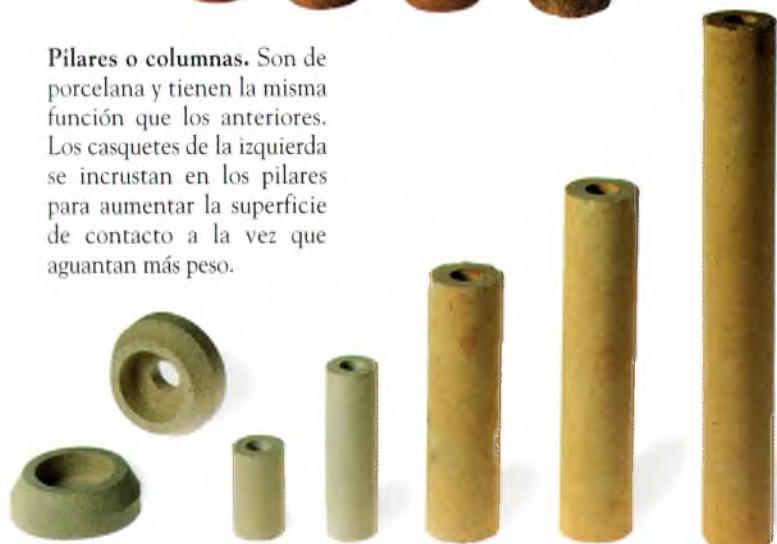 Pilares o columnas. Son de
porcelana y tienen la misma
función que los anteriores.
Los casquetes de la izquierda
se incrustan en los pilares
para aumentar la superficie
de contacto a la vez que
aguantan más peso.